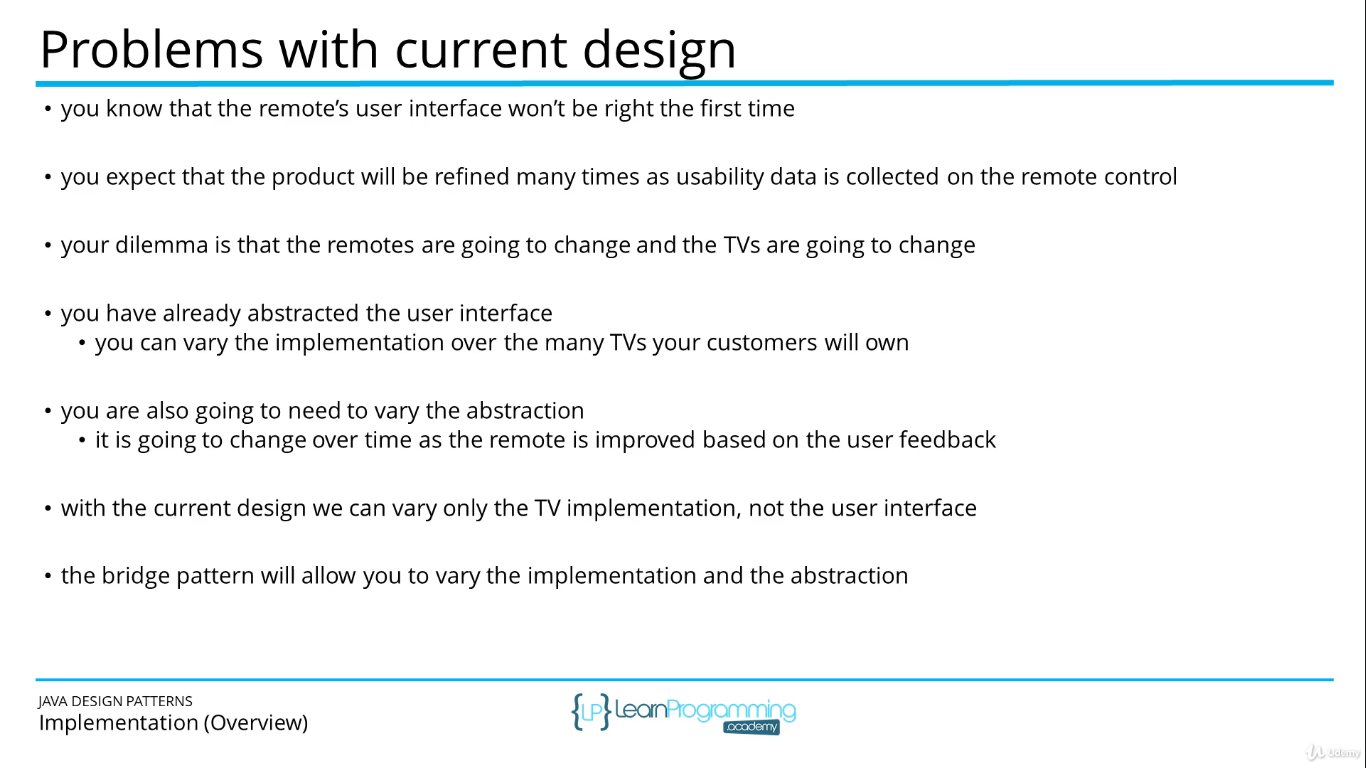 Problems with current design
• you know that the remote’s user interface won’t be right the first time
• you expect that the product will be refined many times as usability data is collected on the remote control
• your dilemma is that the remotes are going to change and the TVs are going to change
• you have already abstracted the user interface
• you can vary the implementation over the many TVs your customers will own
• you are also going to need to vary the abstraction
• it is going to change over time as the remote is improved based on the user feedback
• with the current design we can vary only the TV implementation, not the user interface
• the bridge pattern will allow you to vary the implementation and the abstraction
JAVA DESIGN PATTERNS
Implementation (Overview)
{LP} LearnProgramming
.academy
Udemy